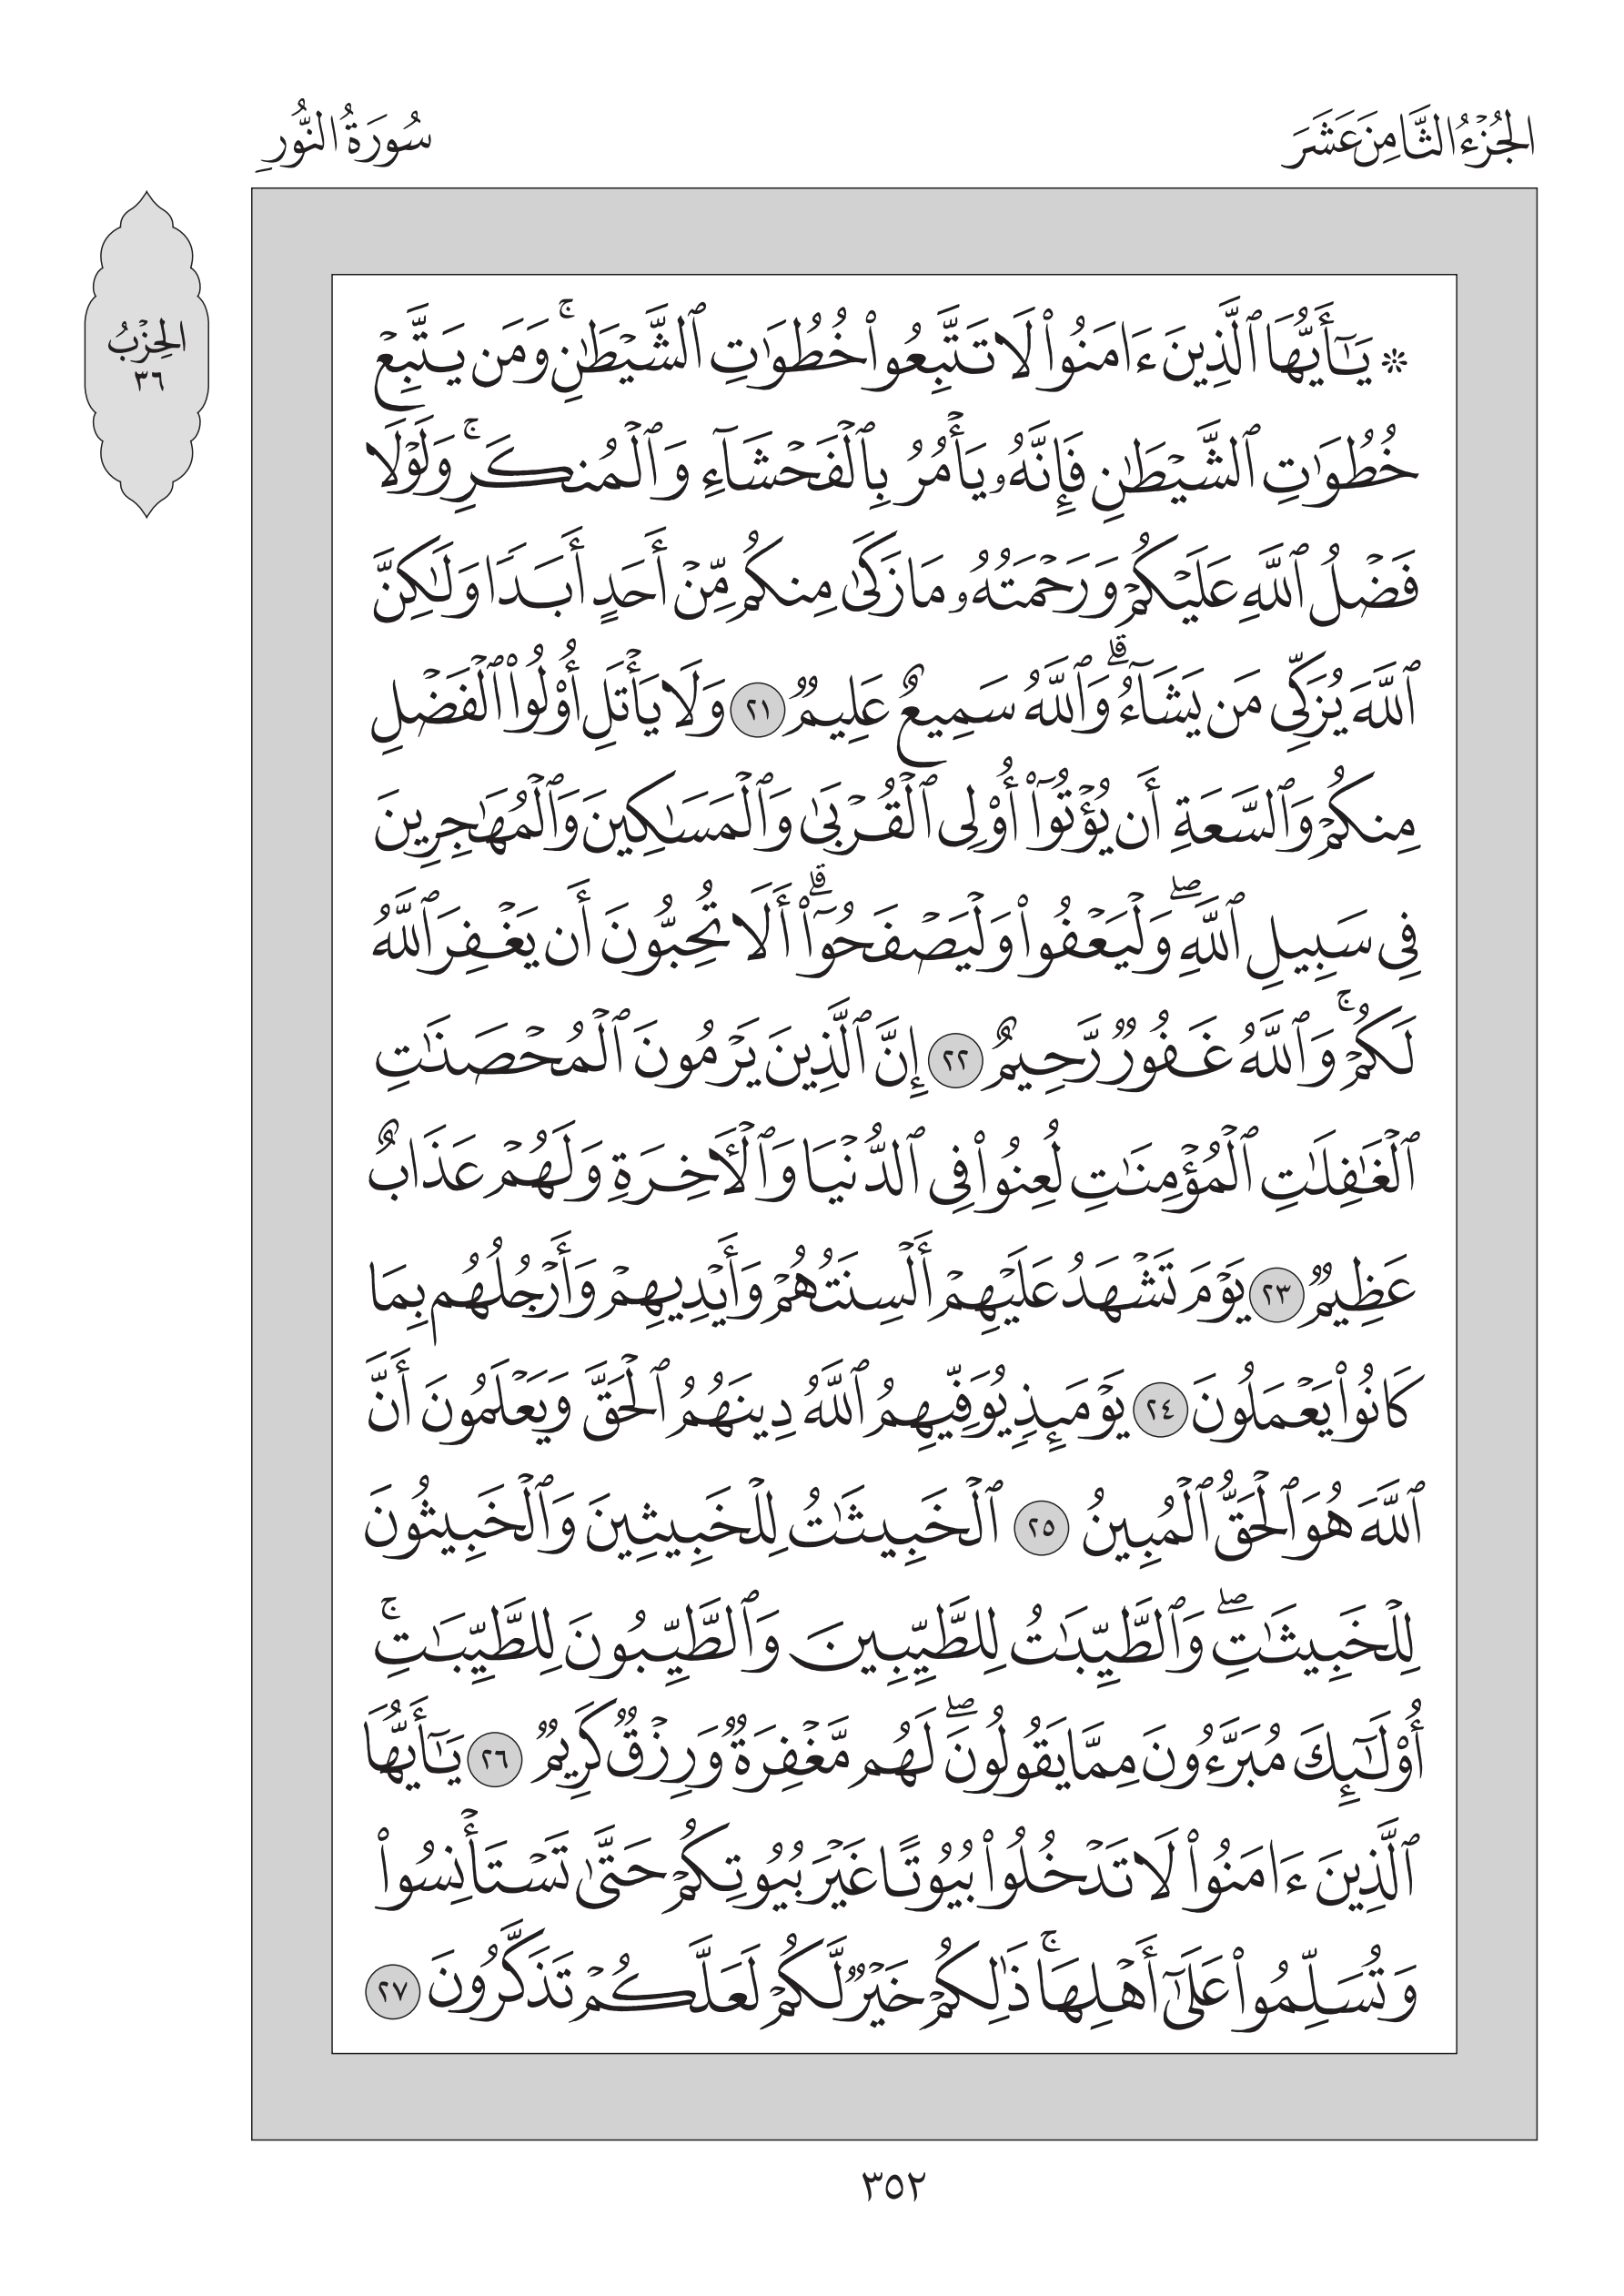 الجُزْءُ الثَّامِنَ عَشَرَ
سُورَةُ النُّورِ
الحِزْبُ
٣٦
* يَٰٓأَيُّهَا ٱلَّذِينَ ءَامَنُوا۟ لَا تَتَّبِعُوا۟ خُطُوَٰتِ ٱلشَّيْطَٰنِ ۚ وَمَن يَتَّبِعْ
خُطُوَٰتِ ٱلشَّيْطَٰنِ فَإِنَّهُۥ يَأْمُرُ بِٱلْفَحْشَآءِ وَٱلْمُنكَرِ ۚ وَلَوْلَا
فَضْلُ ٱللَّهِ عَلَيْكُمْ وَرَحْمَتُهُۥ مَا زَكَىٰ مِنكُم مِّنْ أَحَدٍ أَبَدًا وَلَٰكِنَّ
ٱللَّهَ يُزَكِّى مَن يَشَآءُ ۗ وَٱللَّهُ سَمِيعٌ عَلِيمٌ ٢١ وَلَا يَأْتَلِ أُو۟لُوا۟ ٱلْفَضْلِ
مِنكُمْ وَٱلسَّعَةِ أَن يُؤْتُوٓا۟ أُو۟لِى ٱلْقُرْبَىٰ وَٱلْمَسَٰكِينَ وَٱلْمُهَٰجِرِينَ
فِى سَبِيلِ ٱللَّهِ ۖ وَلْيَعْفُوا۟ وَلْيَصْفَحُوٓا۟ ۗ أَلَا تُحِبُّونَ أَن يَغْفِرَ ٱللَّهُ
لَكُمْ ۚ وَٱللَّهُ غَفُورٌ رَّحِيمٌ ٢٢ إِنَّ ٱلَّذِينَ يَرْمُونَ ٱلْمُحْصَنَٰتِ
ٱلْغَٰفِلَٰتِ ٱلْمُؤْمِنَٰتِ لُعِنُوا۟ فِى ٱلدُّنْيَا وَٱلْأَخِرَةِ وَلَهُمْ عَذَابٌ
عَظِيمٌ ٢٣ يَوْمَ تَشْهَدُ عَلَيْهِمْ أَلْسِنَتُهُمْ وَأَيْدِيهِمْ وَأَرْجُلُهُم بِمَا
كَانُوا۟ يَعْمَلُونَ ٢٤ يَوْمَئِذٍ يُوَفِّيهِمُ ٱللَّهُ دِينَهُمُ ٱلْحَقَّ وَيَعْلَمُونَ أَنَّ
ٱللَّهَ هُوَ ٱلْحَقُّ ٱلْمُبِينُ ٢٥ ٱلْخَبِيثَٰتُ لِلْخَبِيثِينَ وَٱلْخَبِيثُونَ
لِلْخَبِيثَٰتِ ۖ وَٱلطَّيِّبَٰتُ لِلطَّيِّبِينَ وَٱلطَّيِّبُونَ لِلطَّيِّبَٰتِ ۚ
أُو۟لَٰٓئِكَ مُبَرَّءُونَ مِمَّا يَقُولُونَ ۖ لَهُم مَّغْفِرَةٌ وَرِزْقٌ كَرِيمٌ ٢٦ يَٰٓأَيُّهَا
ٱلَّذِينَ ءَامَنُوا۟ لَا تَدْخُلُوا۟ بُيُوتًا غَيْرَ بُيُوتِكُمْ حَتَّىٰ تَسْتَأْنِسُوا۟
وَتُسَلِّمُوا۟ عَلَىٰٓ أَهْلِهَا ۚ ذَٰلِكُمْ خَيْرٌ لَّكُمْ لَعَلَّكُمْ تَذَكَّرُونَ ٢٧
٣٥٢